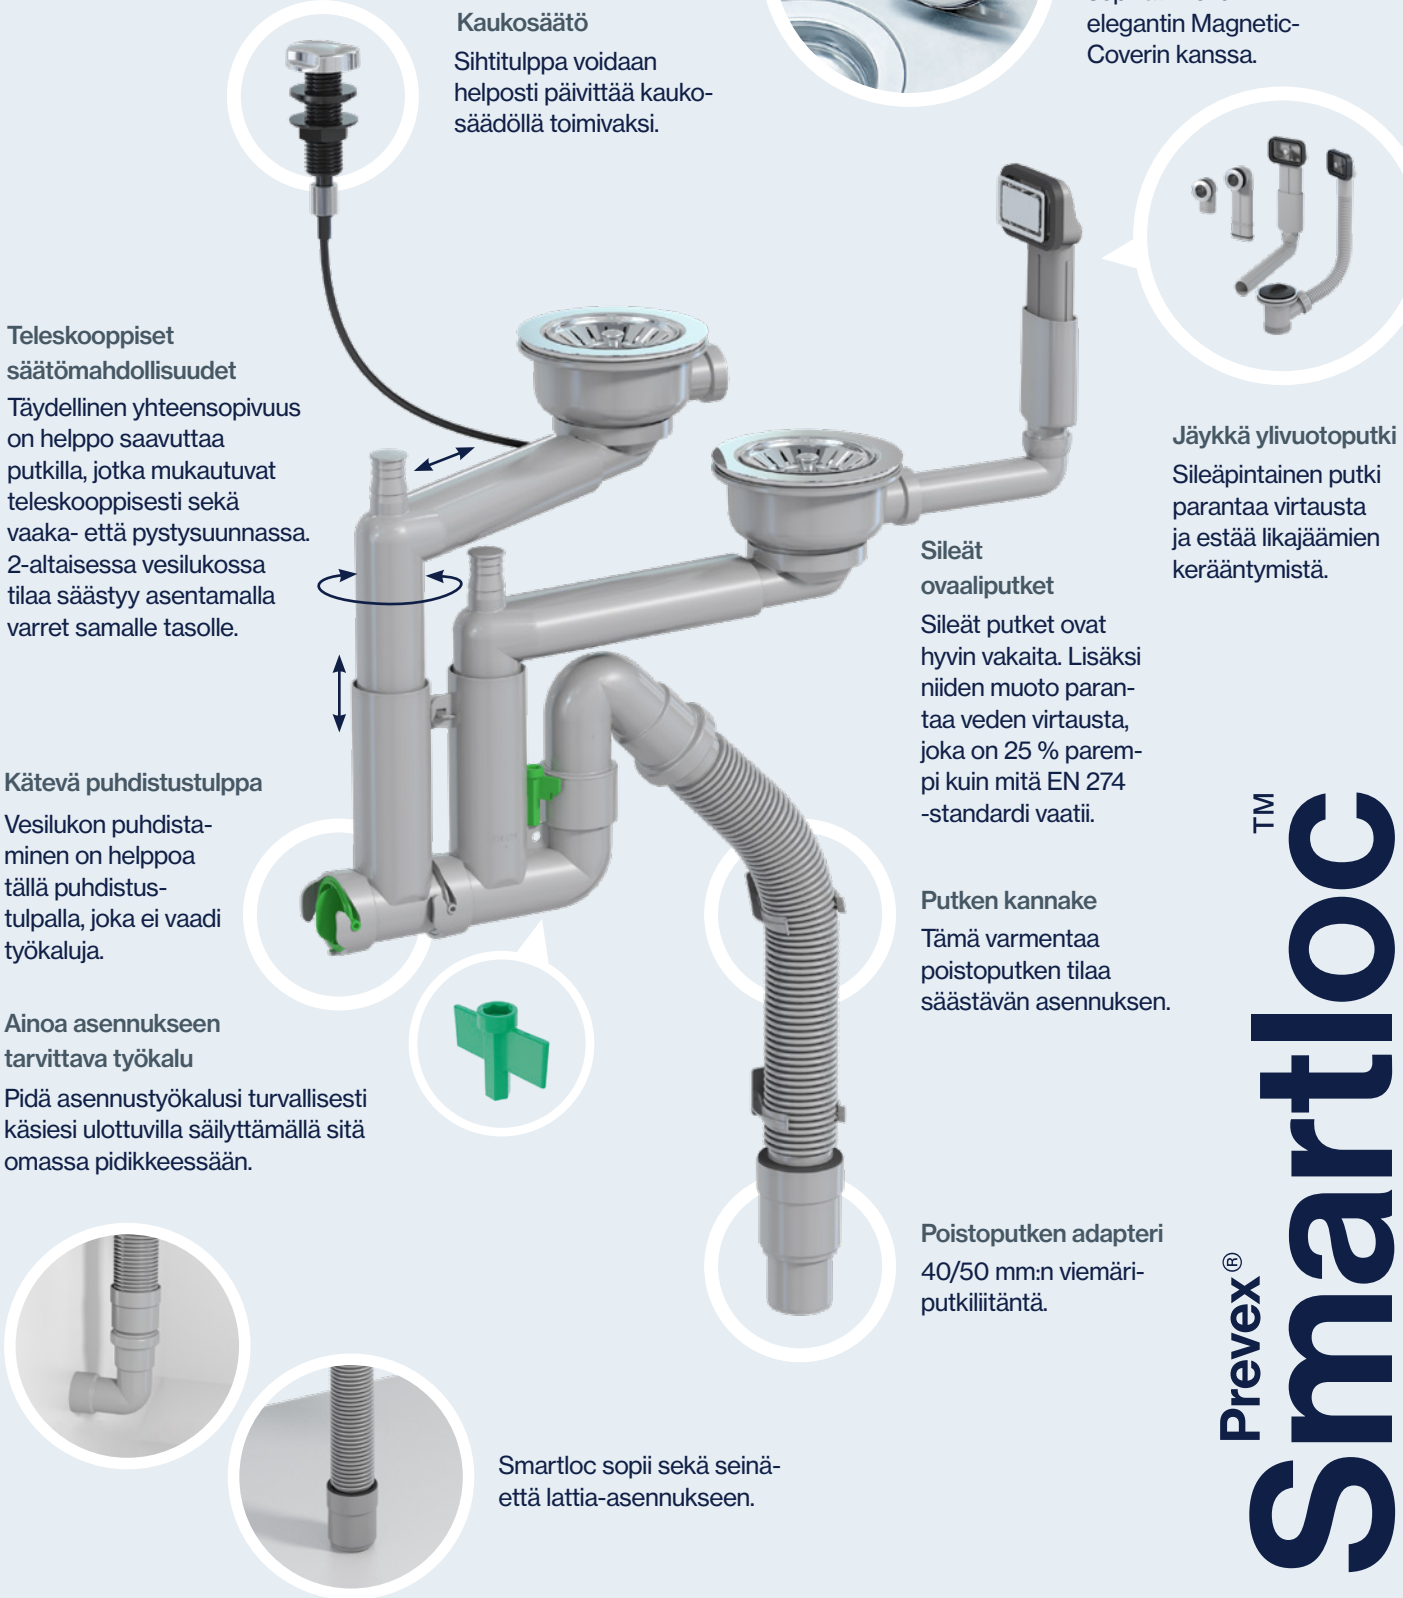 Kaukosäätö
Sihtitulppa voidaan
helposti päivittää kauko-
säädöllä toimivaksi.
elegantin Magnetic-
Coverin kanssa.
Teleskooppiset
säätömahdollisuudet
Täydellinen yhteensopivuus
on helppo saavuttaa
putkilla, jotka mukautuvat
teleskooppisesti sekä
vaaka- että pystysuunnassa.
2-altaisessa vesilukossa
tilaa säästyy asentamalla
varret samalle tasolle.
Jäykkä ylivuotoputki
Sileäpintainen putki
parantaa virtausta
ja estää likajäämien
kerääntymistä.
Sileät
ovaaliputket
Sileät putket ovat
hyvin vakaita. Lisäksi
niiden muoto paran-
taa veden virtausta,
joka on 25 % parem-
pi kuin mitä EN 274
-standardi vaatii.
Kätevä puhdistustulppa
Vesilukon puhdista-
minen on helppoa
tällä puhdistus-
tulpalla, joka ei vaadi
työkaluja.
Putken kannake
Tämä varmentaa
poistoputken tilaa
säästävän asennuksen.
Ainoa asennukseen
tarvittava työkalu
Pidä asennustyökalusi turvallisesti
käsiesi ulottuvilla säilyttämällä sitä
omassa pidikkeessään.
Poistoputken adapteri
40/50 mm:n viemäri-
putkiliitäntä.
Smartloc sopii sekä seinä-
että lattia-asennukseen.
Prevex®
Smartloc™